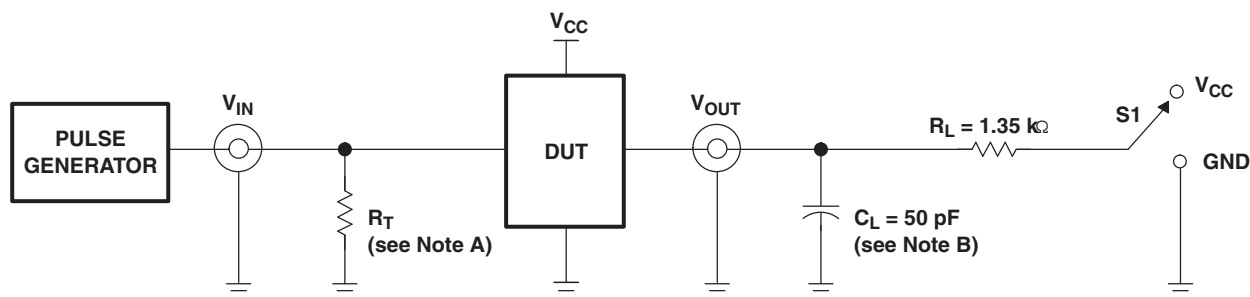 VCC
VIN
VOUT
PULSE
GENERATOR
DUT
RL = 1.35 kΩ
S1
VCC
GND
RT
(see Note A)
CL = 50 pF
(see Note B)